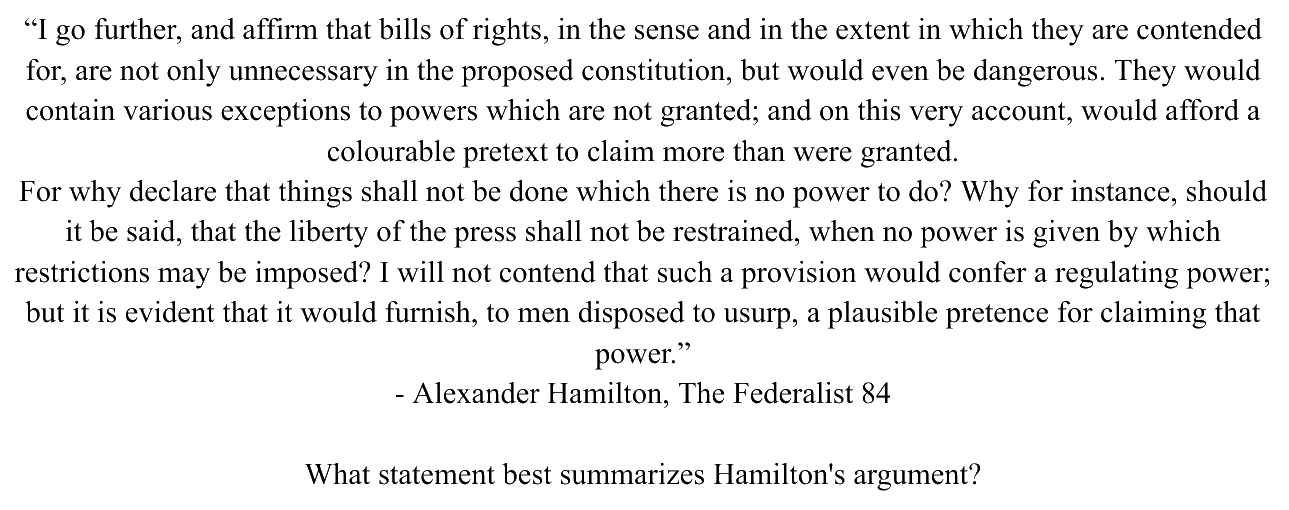 “I go further, and affirm that bills of rights, in the sense and in the extent in which they are contended
for, are not only unnecessary in the proposed constitution, but would even be dangerous. They would
contain various exceptions to powers which are not granted; and on this very account, would afford a
colourable pretext to claim more than were granted.
For why declare that things shall not be done which there is no power to do? Why for instance, should
it be said, that the liberty of the press shall not be restrained, when no power is given by which
restrictions may be imposed? I will not contend that such a provision would confer a regulating power;
but it is evident that it would furnish, to men disposed to usurp, a plausible pretence for claiming that
power.”
- Alexander Hamilton, The Federalist 84
What statement best summarizes Hamilton's argument?